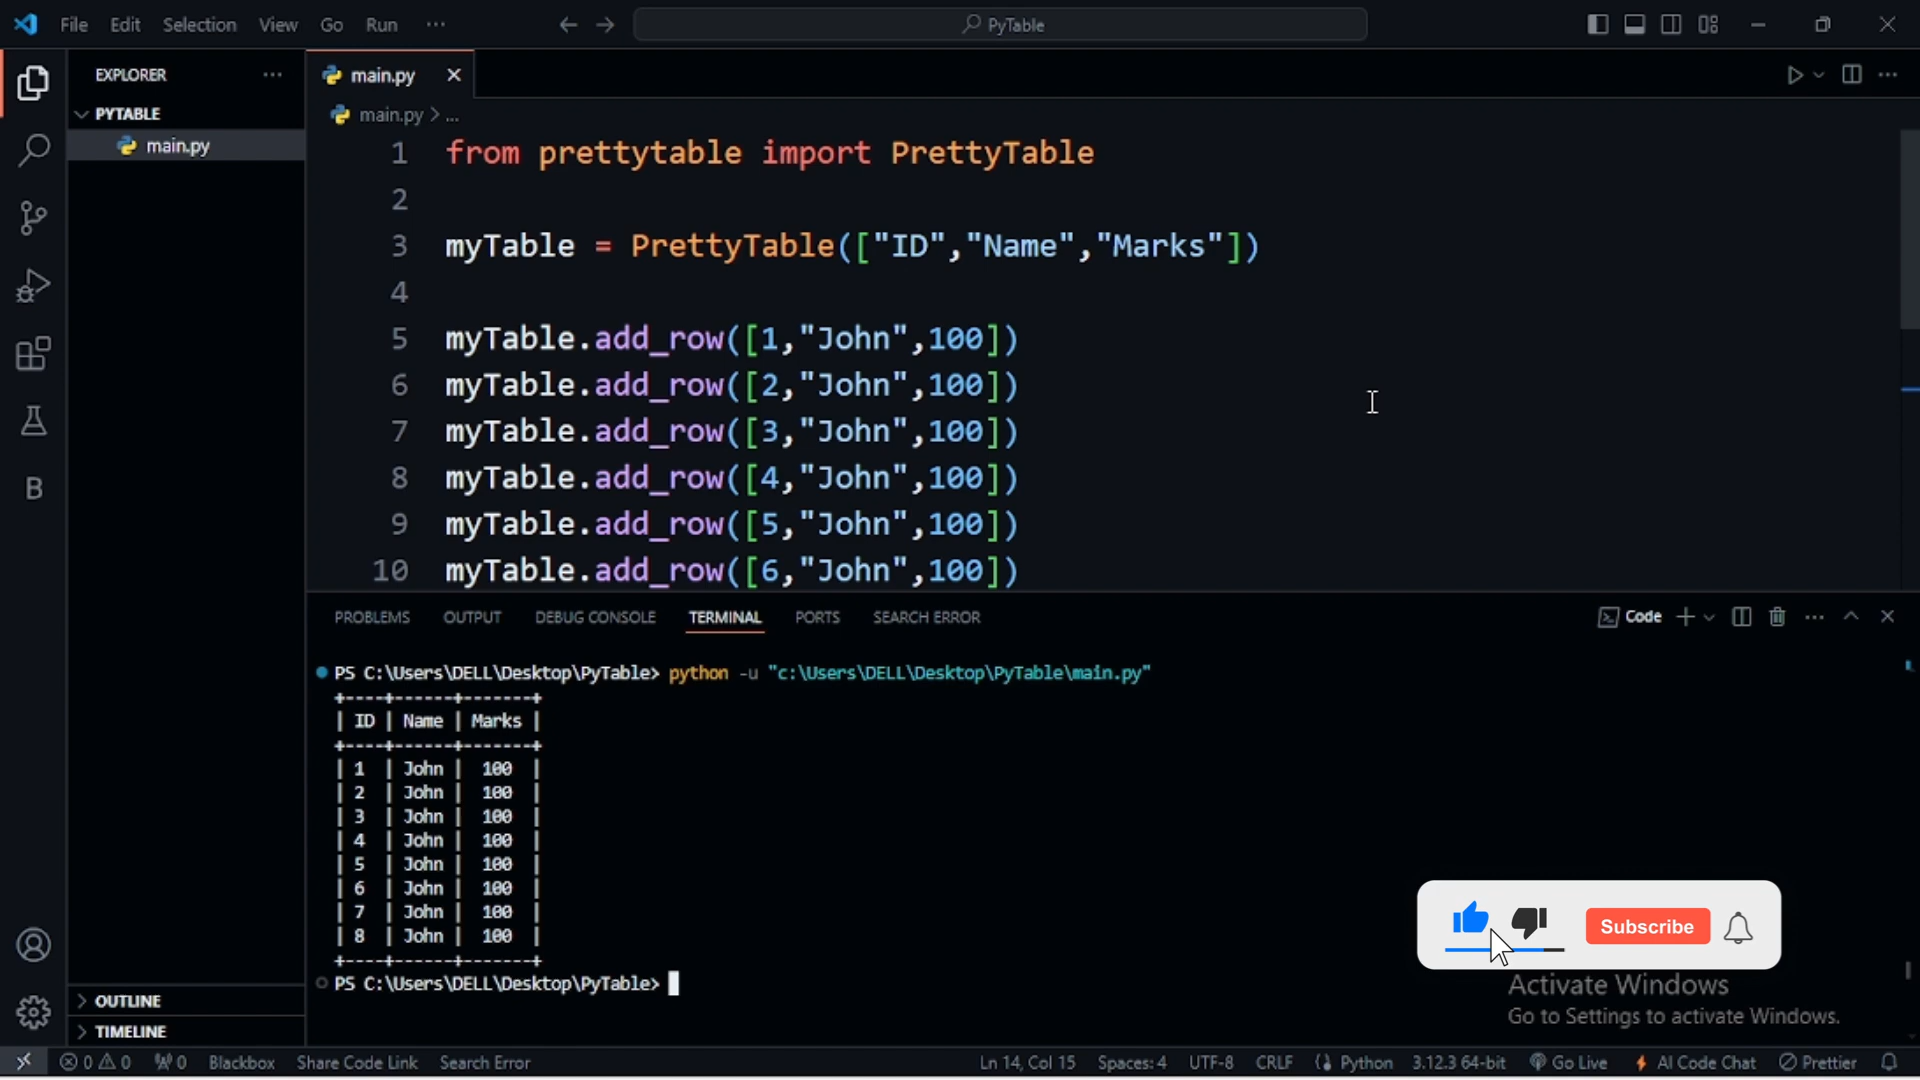 File Edit Selection View Go Run ···
PyTable
EXPLORER
PYTABLE
main.py
main.py
main.py > ...
1 from prettytable import PrettyTable
2
3 myTable = PrettyTable(["ID","Name","Marks"])
4
5 myTable.add_row([1,"John",100])
6 myTable.add_row([2,"John",100])
7 myTable.add_row([3,"John",100])
8 myTable.add_row([4,"John",100])
9 myTable.add_row([5,"John",100])
10 myTable.add_row([6,"John",100])
PROBLEMS OUTPUT DEBUG CONSOLE TERMINAL PORTS SEARCH ERROR
Code
PS C:\Users\DELL\Desktop\PyTable> python -u "c:\Users\DELL\Desktop\PyTable\main.py"
+----+------+-------+
| ID | Name | Marks |
+----+------+-------+
| 1 | John | 100 |
| 2 | John | 100 |
| 3 | John | 100 |
| 4 | John | 100 |
| 5 | John | 100 |
| 6 | John | 100 |
| 7 | John | 100 |
| 8 | John | 100 |
+----+------+-------+
PS C:\Users\DELL\Desktop\PyTable>
Subscribe
Activate Windows
Go to Settings to activate Windows.
OUTLINE
TIMELINE
0 0 0 Blackbox Share Code Link Search Error Ln 14, Col 15 Spaces: 4 UTF-8 CRLF Python 3.12.3 64-bit Go Live AI Code Chat Prettier